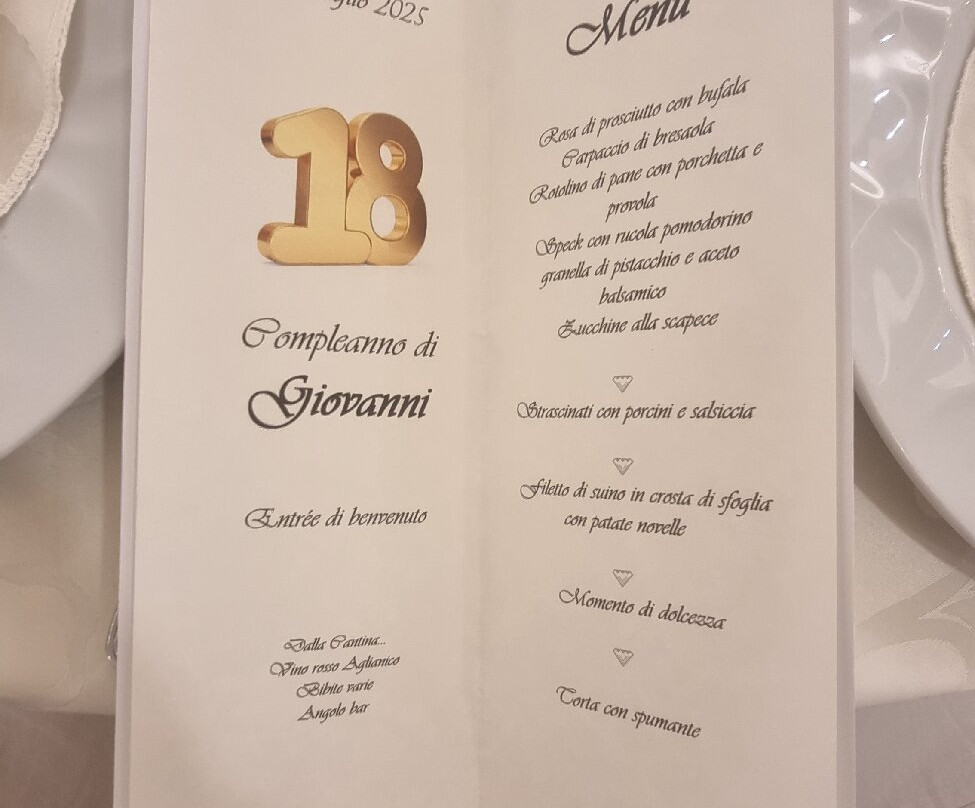 2025
18
Compleanno di
Giovanni
Entrée di benvenuto
Dalla Cantina...
Vino rosso Aglianico
Bibite varie
Angolo bar
Menù
Rosa di prosciutto con bufala
Carpaccio di bresaola
Rotolino di pane con porchetta e
provola
Speck con rucola pomodorino
granella di pistacchio e aceto
balsamico
Zucchine alla scapece
Strascinati con porcini e salsiccia
Filetto di suino in crosta di sfoglia
con patate novelle
Momento di dolcezza
Torta con spumante